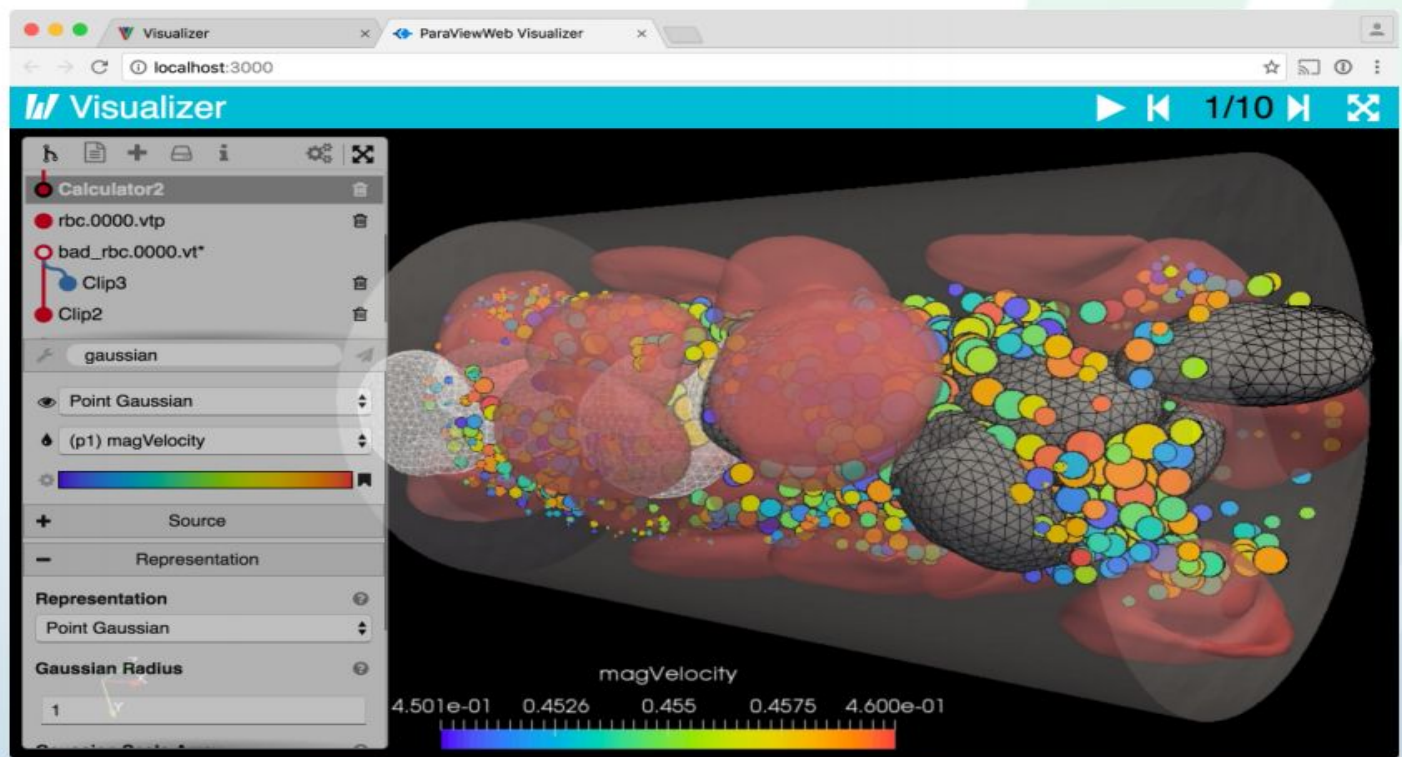 Visualizer
ParaViewWeb Visualizer
localhost:3000
Visualizer
1/10
Calculator2
rbc.0000.vtp
bad_rbc.0000.vt*
Clip3
Clip2
gaussian
Point Gaussian
(p1) magVelocity
Source
Representation
Representation
Point Gaussian
Gaussian Radius
1
magVelocity
4.501e-01 0.4526 0.455 0.4575 4.600e-01